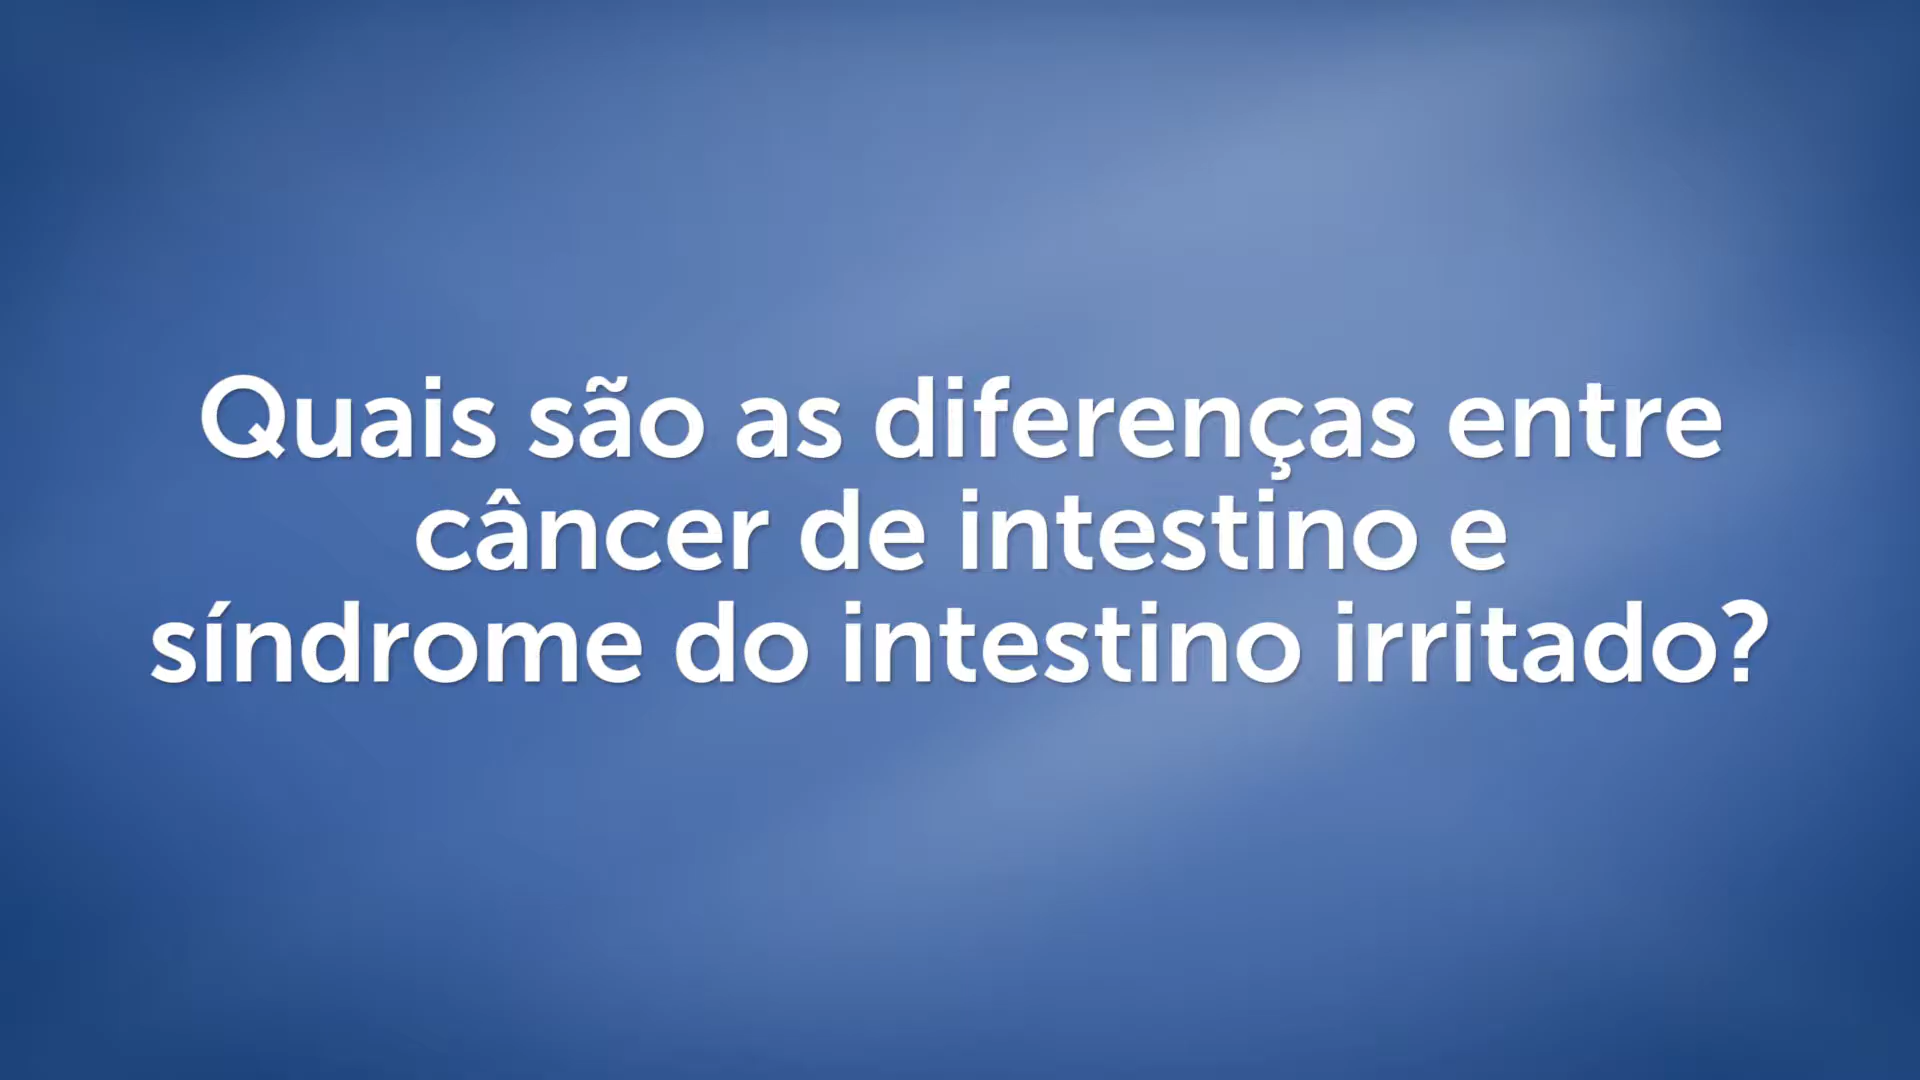 Quais são as diferenças entre
câncer de intestino e
síndrome do intestino irritado?